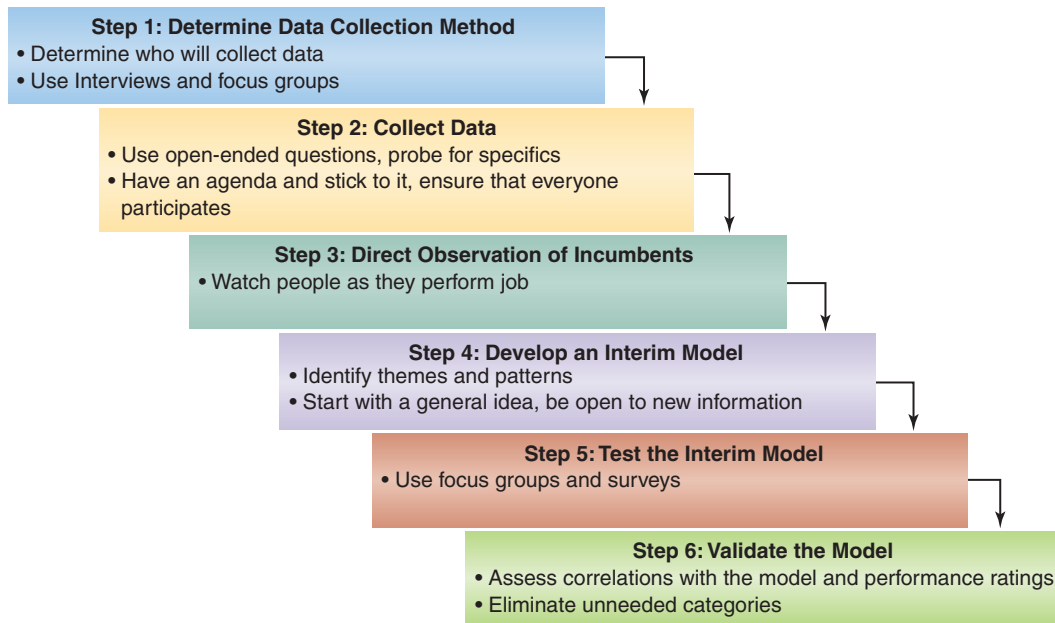 Step 1: Determine Data Collection Method
• Determine who will collect data
• Use Interviews and focus groups
Step 2: Collect Data
• Use open-ended questions, probe for specifics
• Have an agenda and stick to it, ensure that everyone
participates
Step 3: Direct Observation of Incumbents
• Watch people as they perform job
Step 4: Develop an Interim Model
• Identify themes and patterns
• Start with a general idea, be open to new information
Step 5: Test the Interim Model
• Use focus groups and surveys
Step 6: Validate the Model
• Assess correlations with the model and performance ratings
• Eliminate unneeded categories